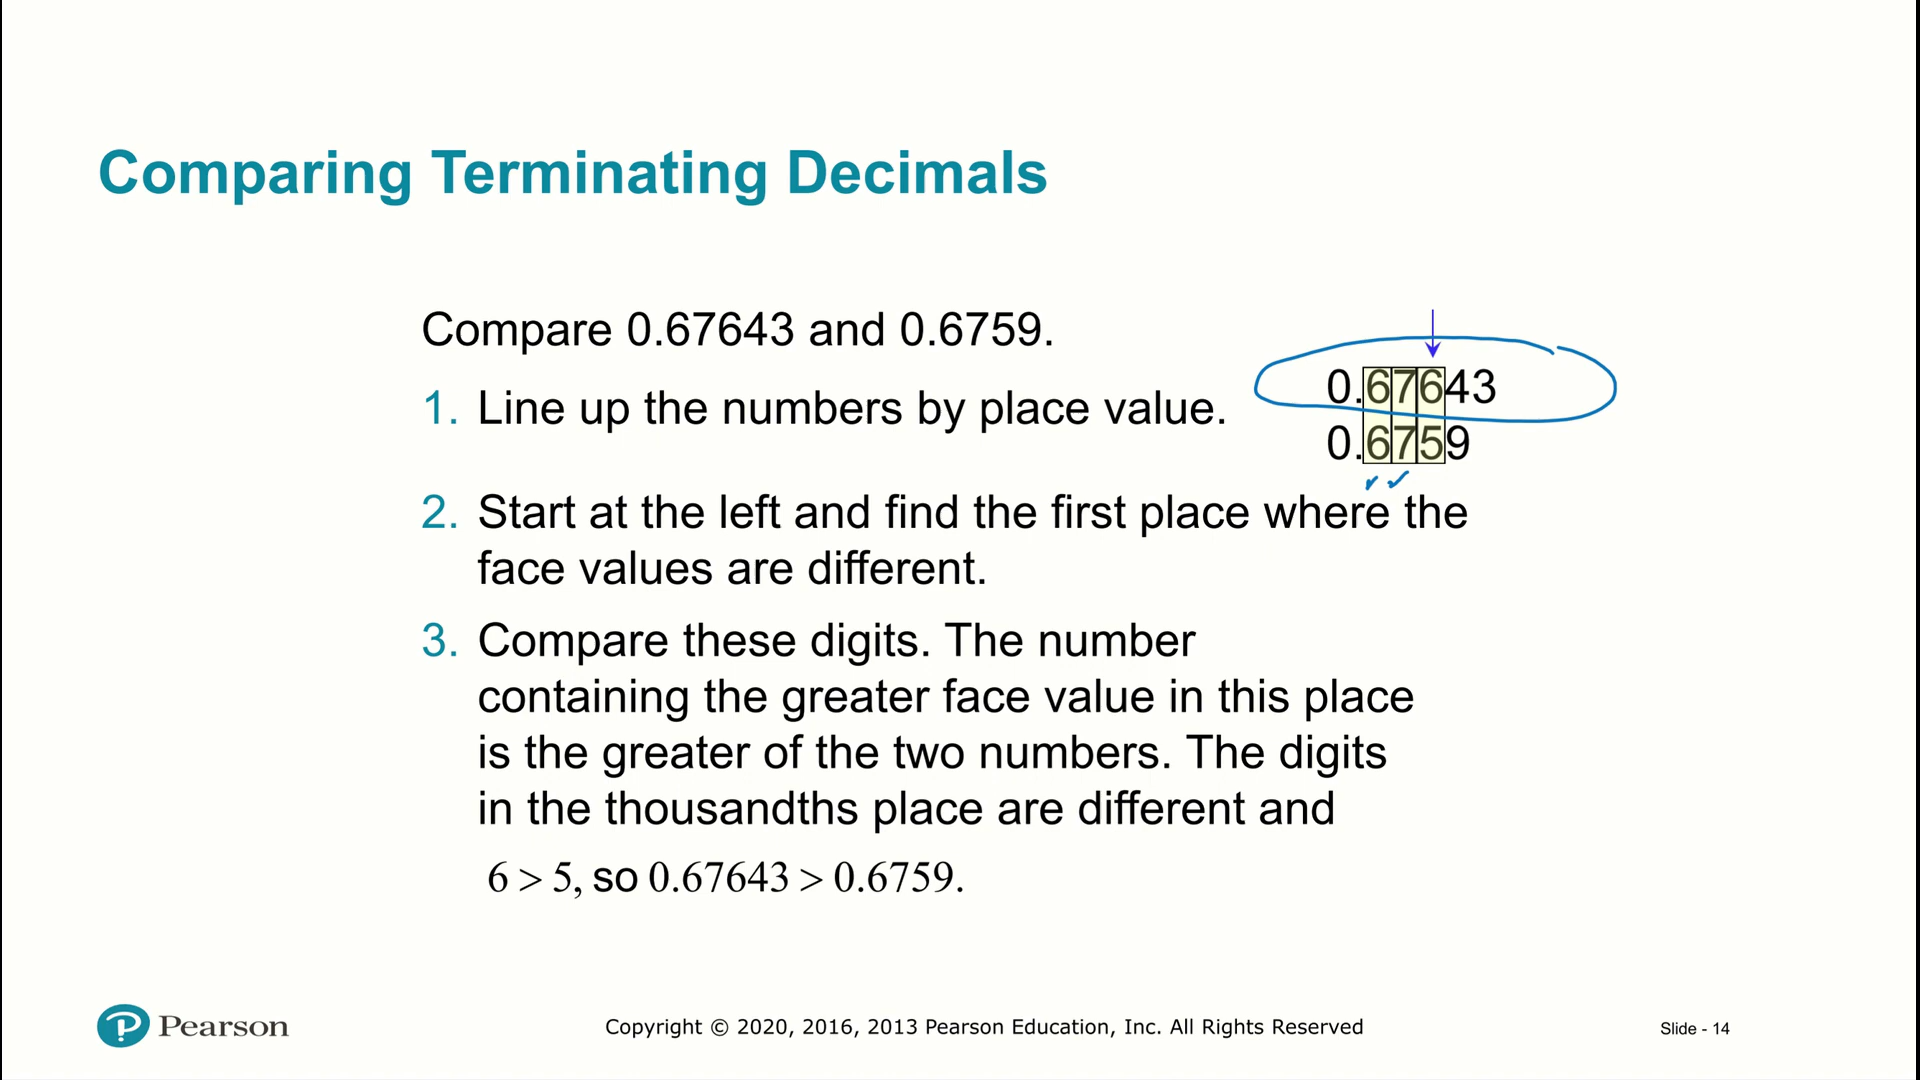 Comparing Terminating Decimals
Compare 0.67643 and 0.6759.
1. Line up the numbers by place value.
0.67643
0.6759
2. Start at the left and find the first place where the
face values are different.
3. Compare these digits. The number
containing the greater face value in this place
is the greater of the two numbers. The digits
in the thousandths place are different and
6 > 5, so 0.67643 > 0.6759.
Pearson
Copyright © 2020, 2016, 2013 Pearson Education, Inc. All Rights Reserved
Slide - 14